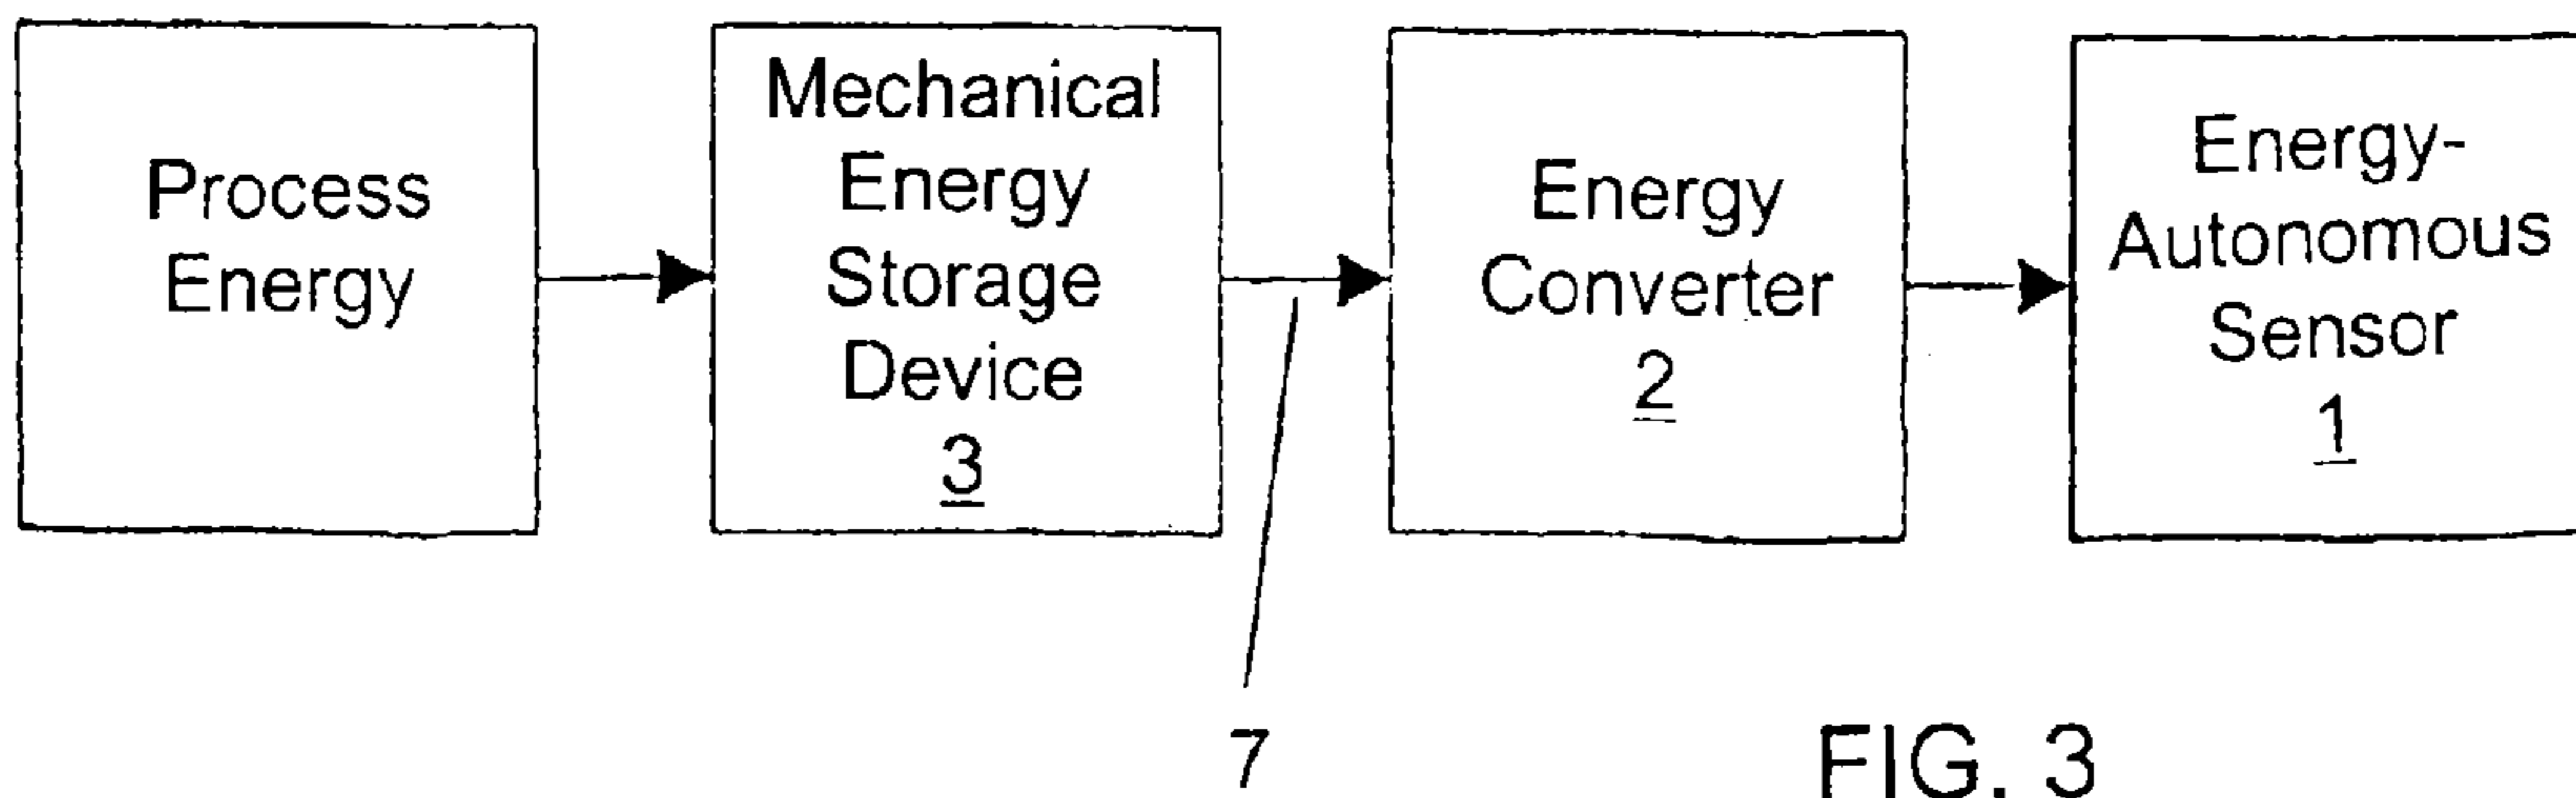 Process
Energy
Mechanical
Energy
Storage
Device
3
Energy
Converter
2
Energy-
Autonomous
Sensor
1
7
FIG. 3